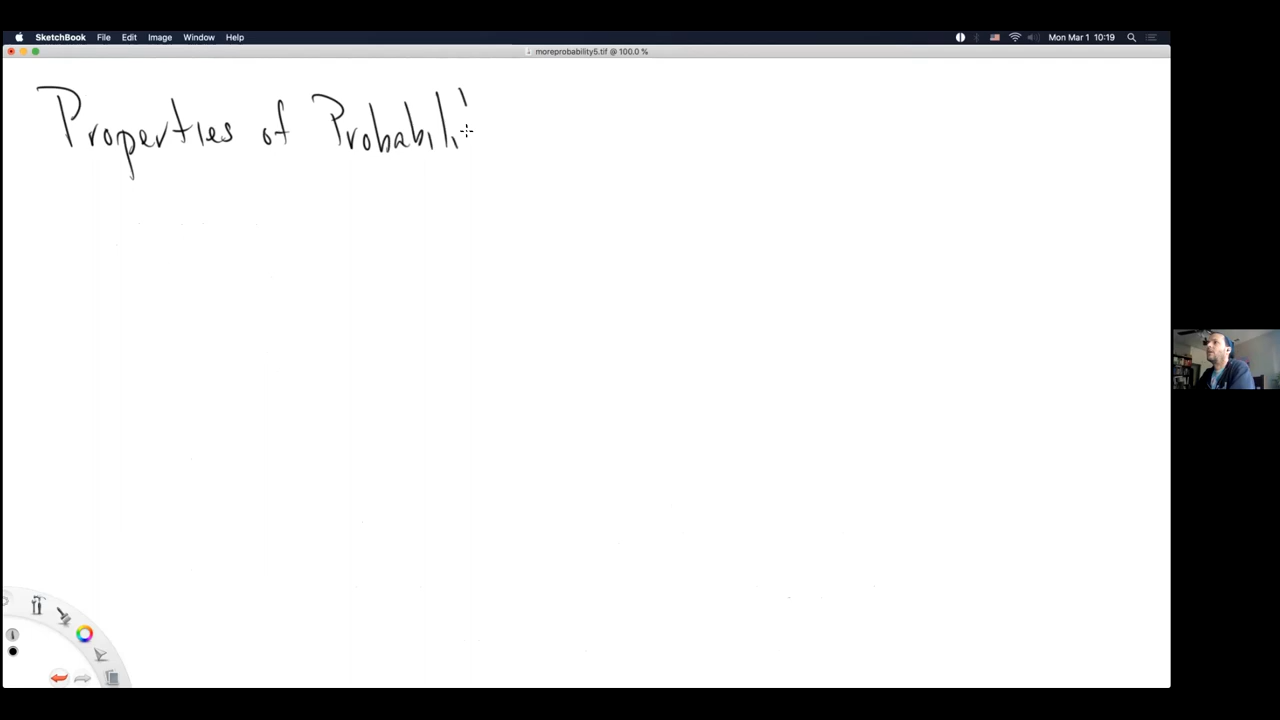 SketchBook File Edit Image Window Help Mon Mar 1 10:19
moreprobability5.tif @ 100.0 %
Properties of Probabili